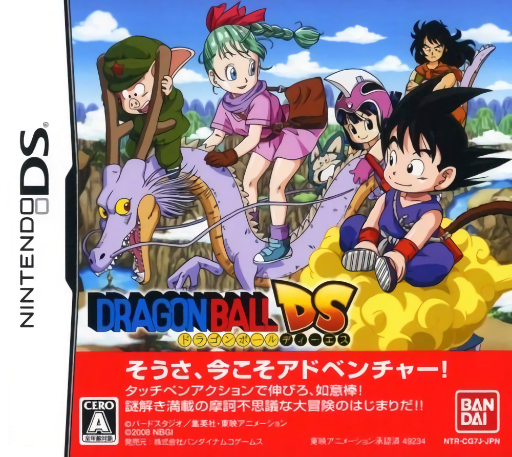 NINTENDO DS
DRAGON BALL DS
ドラゴンボール ディーエス
そうさ、今こそアドベンチャー!
タッチペンアクションで伸びろ、如意棒!
謎解き満載の摩訶不思議な大冒険のはじまりだ!!
CERO
A
全年齢対象
©バードスタジオ/集英社・東映アニメーション
©2008 NBGI
発売元:株式会社バンダイナムコゲームス 東映アニメーション承認済 49234
BAN
DAI
NTR-CG7J-JPN